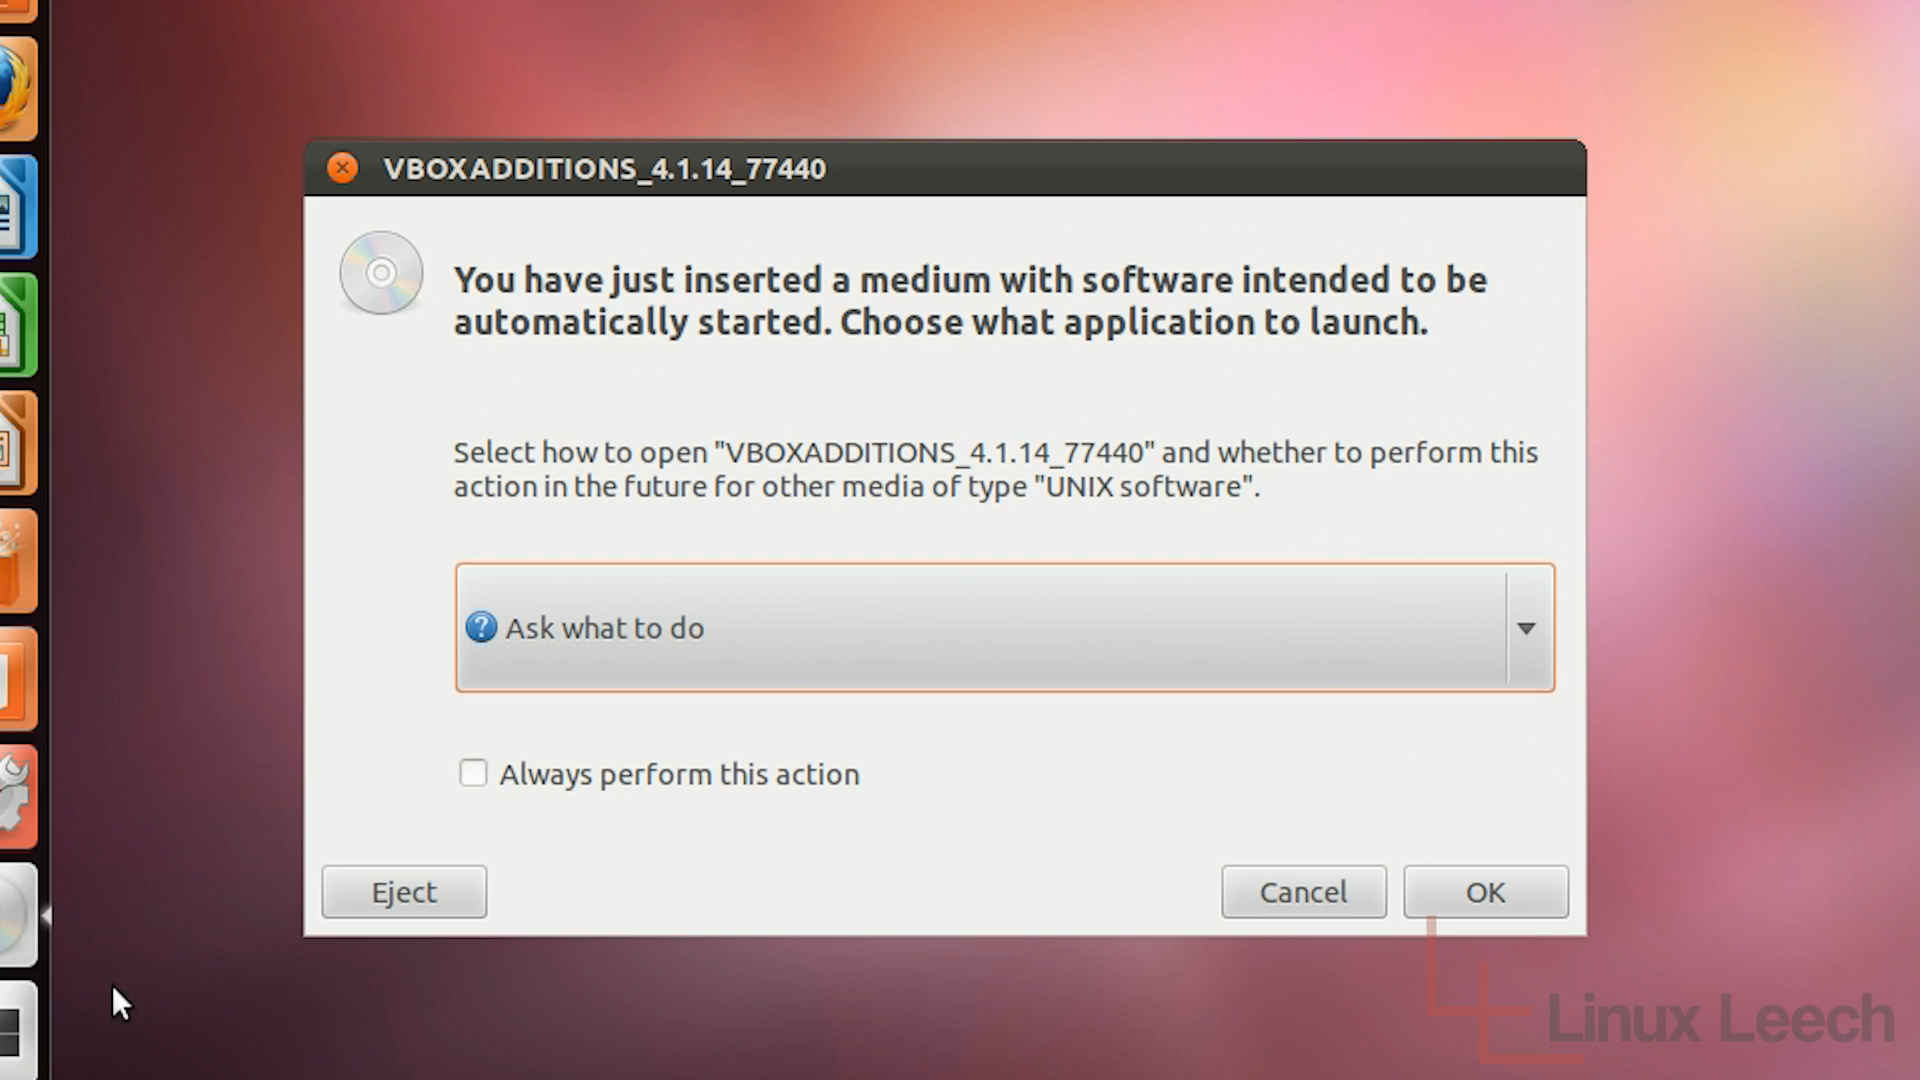 VBOXADDITIONS_4.1.14_77440
You have just inserted a medium with software intended to be
automatically started. Choose what application to launch.
Select how to open "VBOXADDITIONS_4.1.14_77440" and whether to perform this
action in the future for other media of type "UNIX software".
? Ask what to do
Always perform this action
Eject
Cancel
OK
Linux Leech